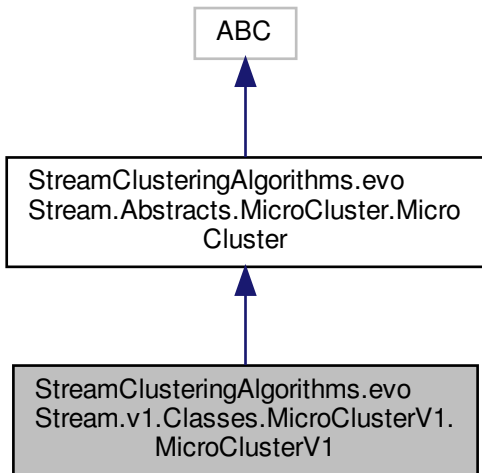 ABC
StreamClusteringAlgorithms.evo
Stream.Abstracts.MicroCluster.Micro
Cluster
StreamClusteringAlgorithms.evo
Stream.v1.Classes.MicroClusterV1.
MicroClusterV1